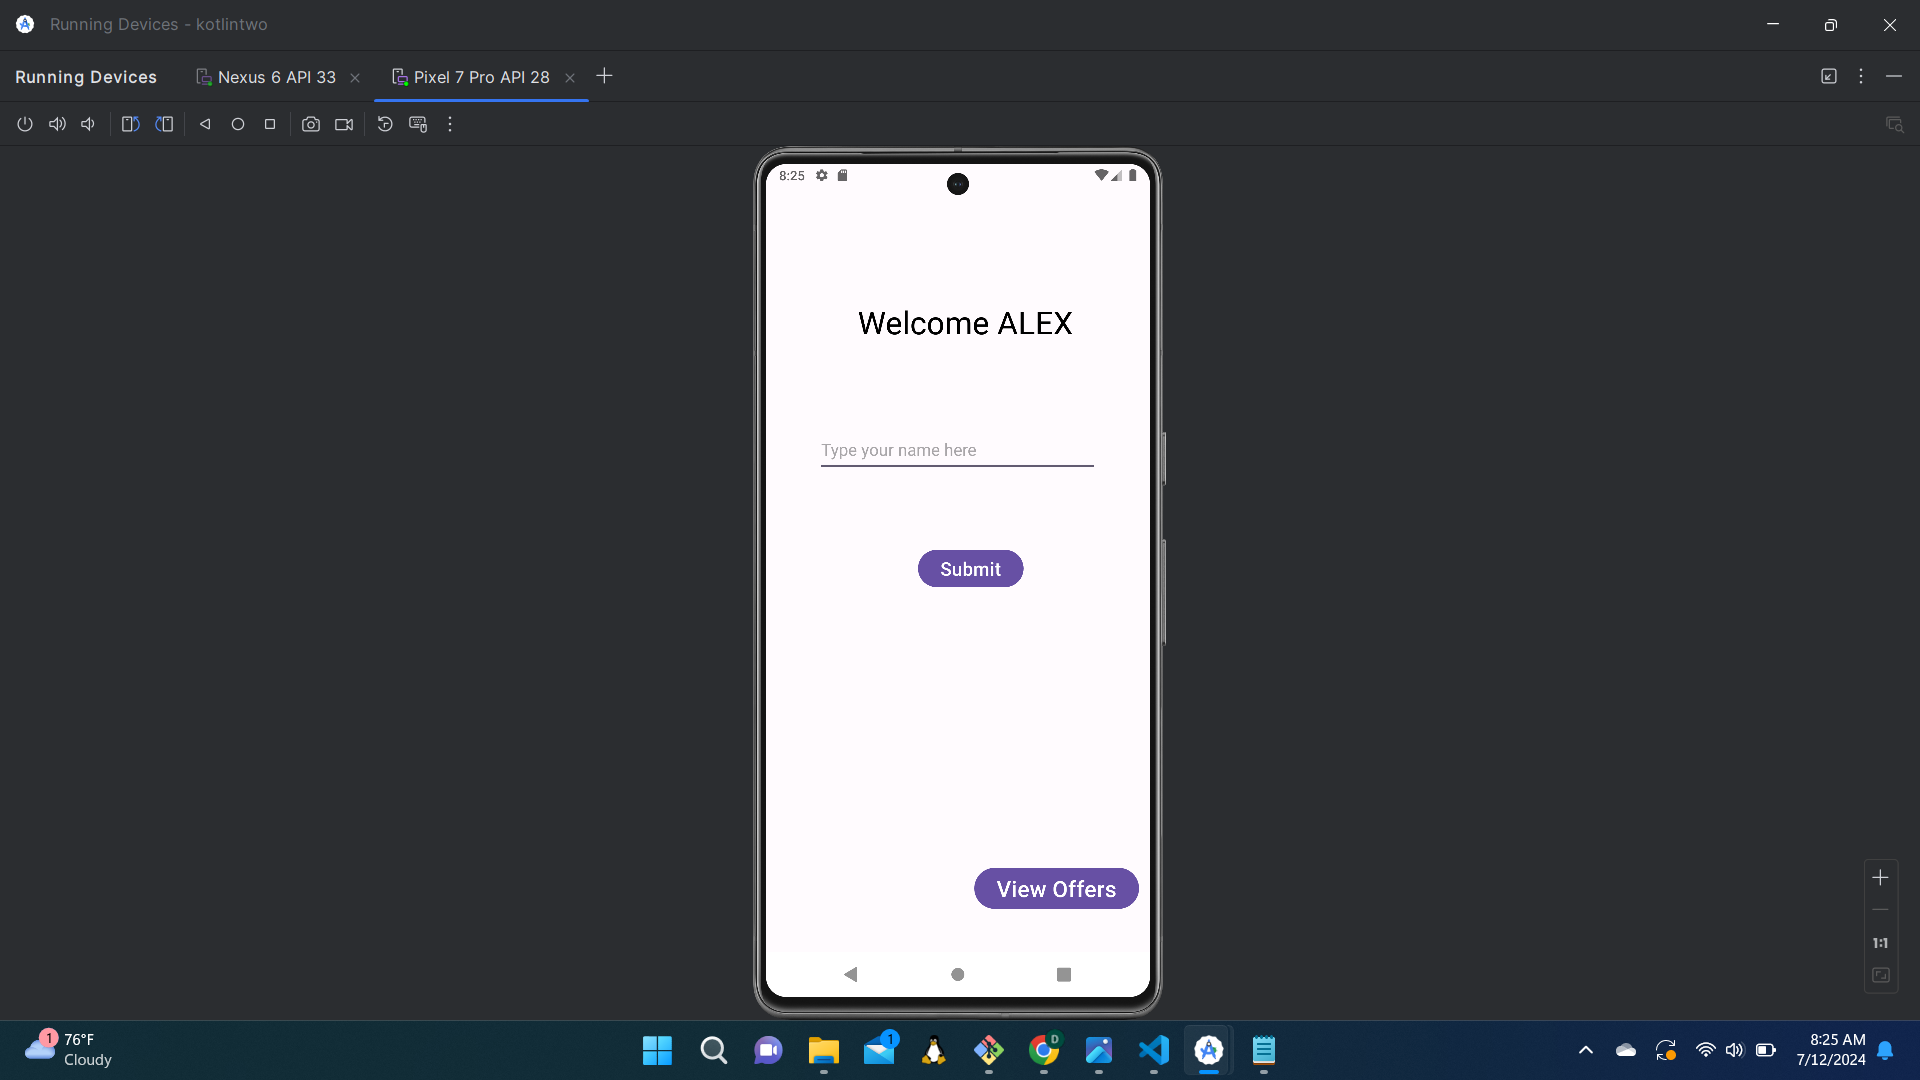 Running Devices - kotlintwo
Running Devices
Nexus 6 API 33
Pixel 7 Pro API 28
8:25
Welcome ALEX
Type your name here
Submit
View Offers
1:1
1
76°F
Cloudy
1
D
8:25 AM
7/12/2024